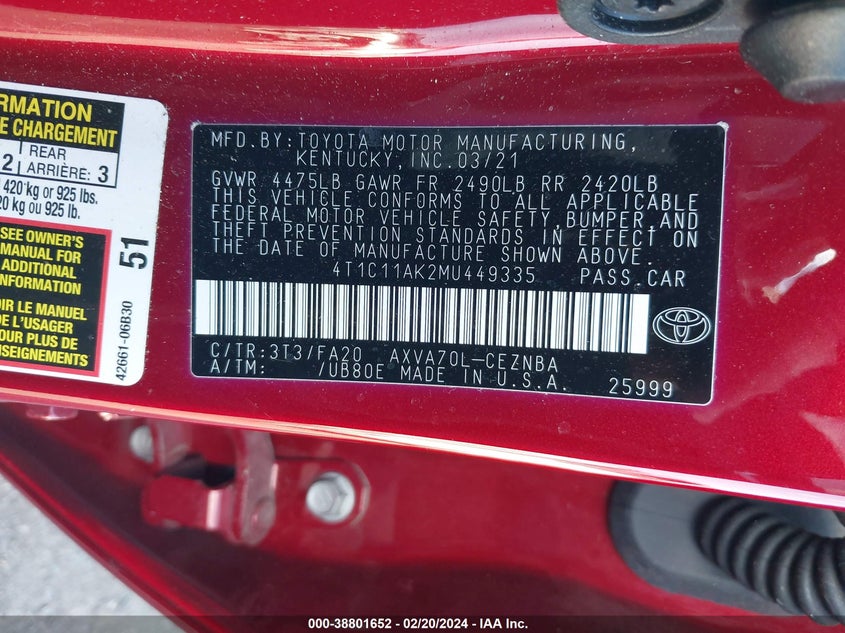 RMATION
E CHARGEMENT
2 REAR
ARRIÈRE: 3
420 kg or 925 lbs.
20 kg ou 925 lb.
SEE OWNER'S
MANUAL FOR
ADDITIONAL
INFORMATION
OIR LE MANUEL
DE L'USAGER
POUR PLUS DE
RENSEIGNEMENTS
51
42661-06B30
MFD. BY: TOYOTA MOTOR MANUFACTURING,
KENTUCKY, INC. 03/21
GVWR 4475LB GAWR FR 2490LB RR 2420LB
THIS VEHICLE CONFORMS TO ALL APPLICABLE
FEDERAL MOTOR VEHICLE SAFETY, BUMPER, AND
THEFT PREVENTION STANDARDS IN EFFECT ON
THE DATE OF MANUFACTURE SHOWN ABOVE.
4T1C11AK2MU449335 PASS. CAR
C/TR: 3T3/FA20 AXVA70L-CEZNBA
A/TM: /UB80E MADE IN U.S.A. 25999
000-38801652 - 02/20/2024 - IAA Inc.